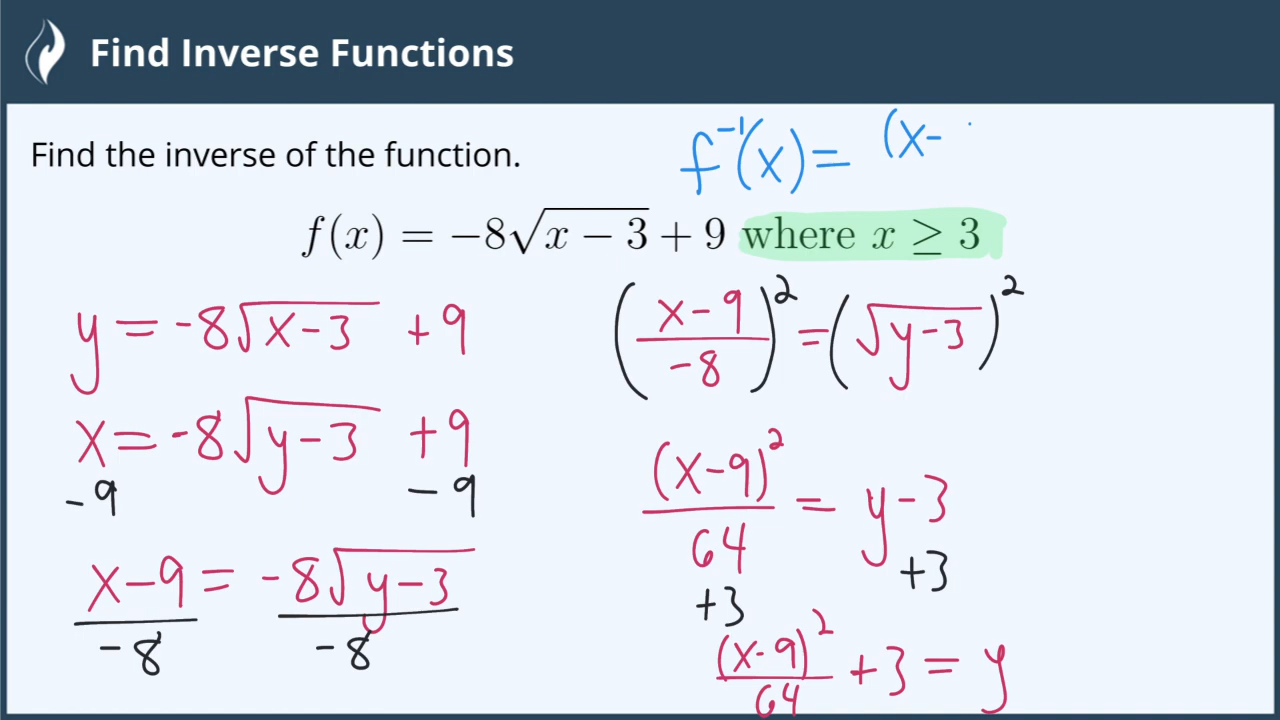 Find Inverse Functions
Find the inverse of the function.
f⁻¹(x) = (x-
f(x) = −8√(x − 3) + 9 where x ≥ 3
y = -8√(x-3) +9
x = -8√(y-3) +9
-9 -9
x-9 = -8√(y-3)
-8 -8
((x-9)/-8)² = (√(y-3))²
(x-9)²/64 = y-3
+3 +3
(x-9)²/64 +3 = y